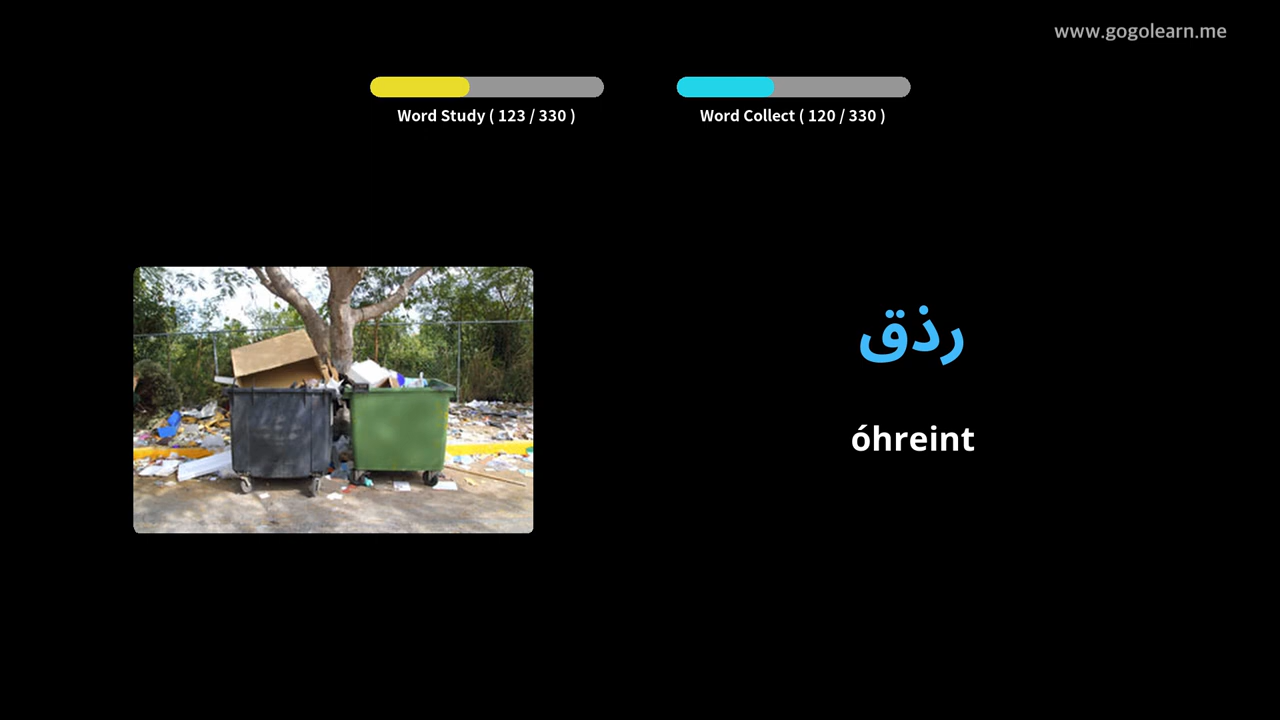 www.gogolearn.me
Word Study ( 123 / 330 )
Word Collect ( 120 / 330 )
رذق
óhreint